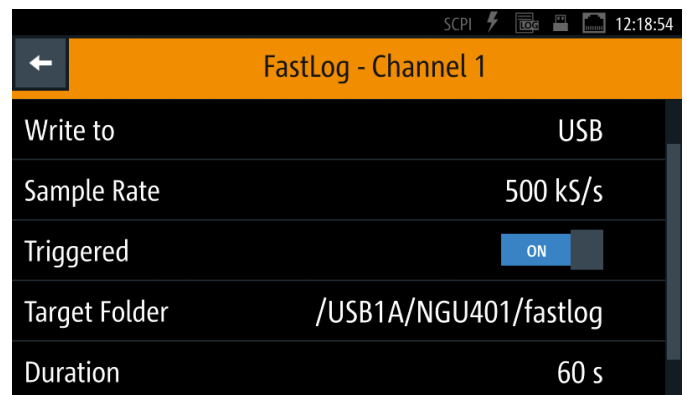 SCPI LOG 12:18:54
FastLog - Channel 1
Write to USB
Sample Rate 500 kS/s
Triggered ON
Target Folder /USB1A/NGU401/fastlog
Duration 60 s